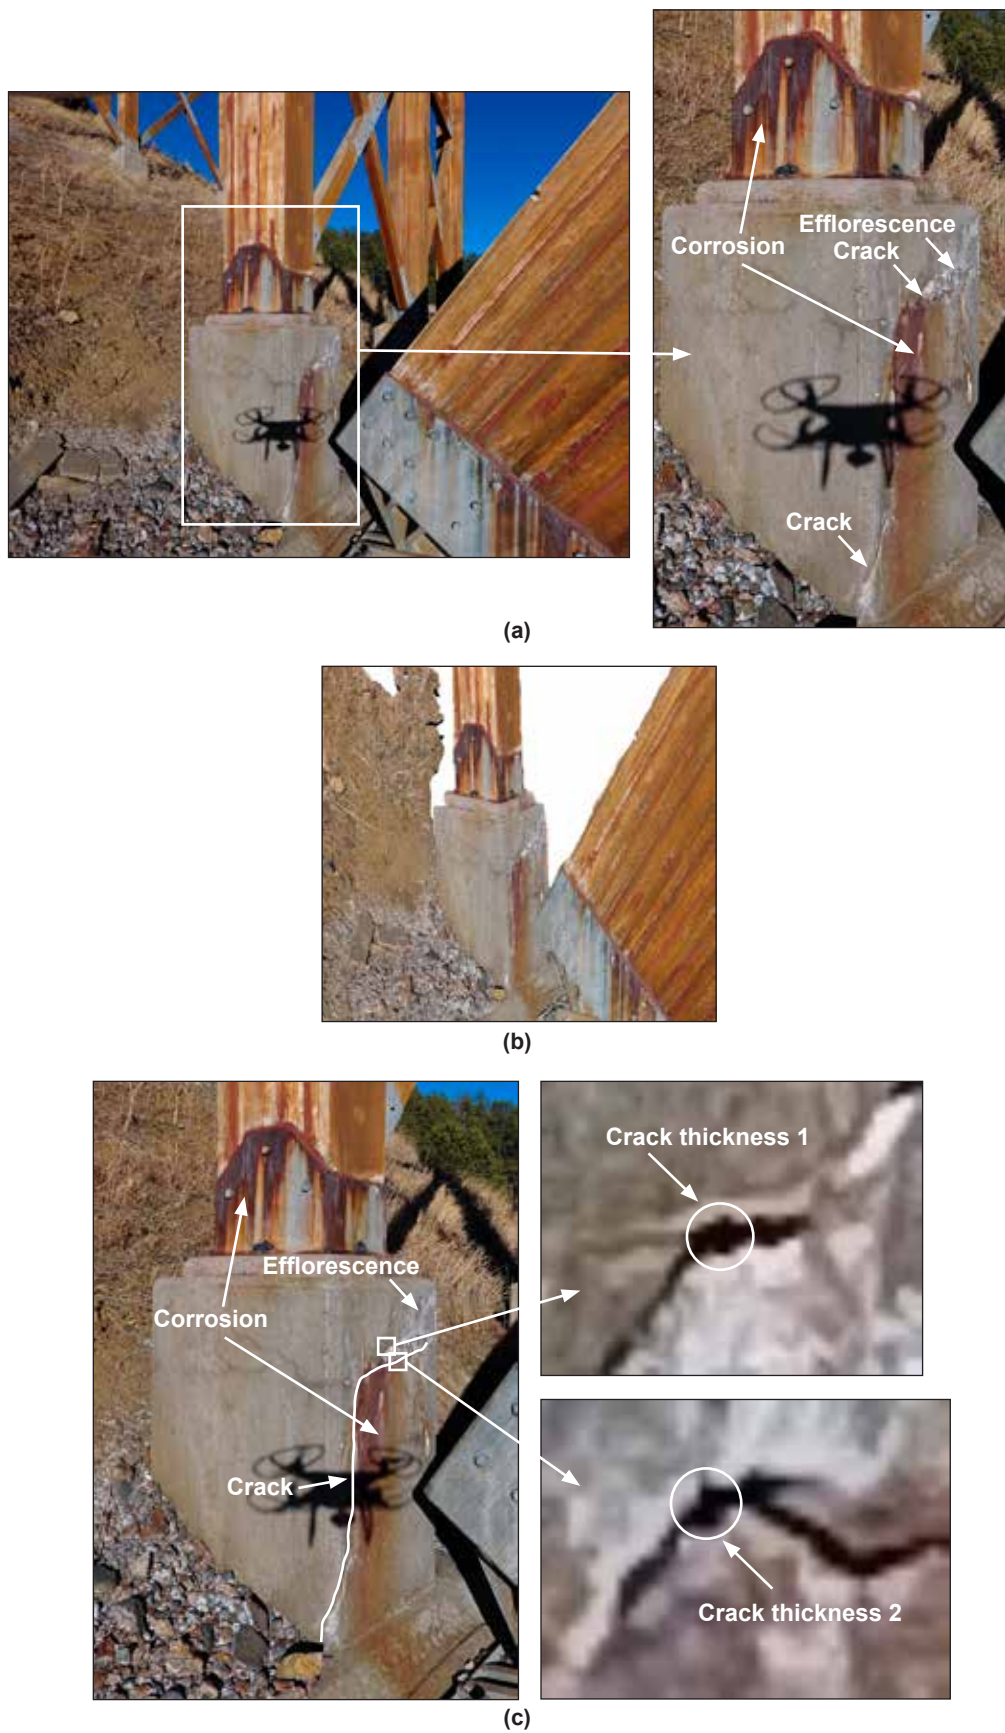 Efflorescence
Crack
Corrosion
Crack
(a)
(b)
Crack thickness 1
Efflorescence
Corrosion
Crack
Crack thickness 2
(c)